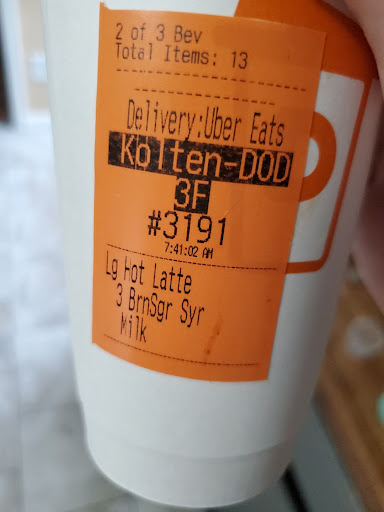 2 of 3 Bev
Total Items: 13
Delivery:Uber Eats
Kolten-DOD
3F
#3191
7:41:02 AM
Lg Hot Latte
3 BrnSgr Syr
Milk